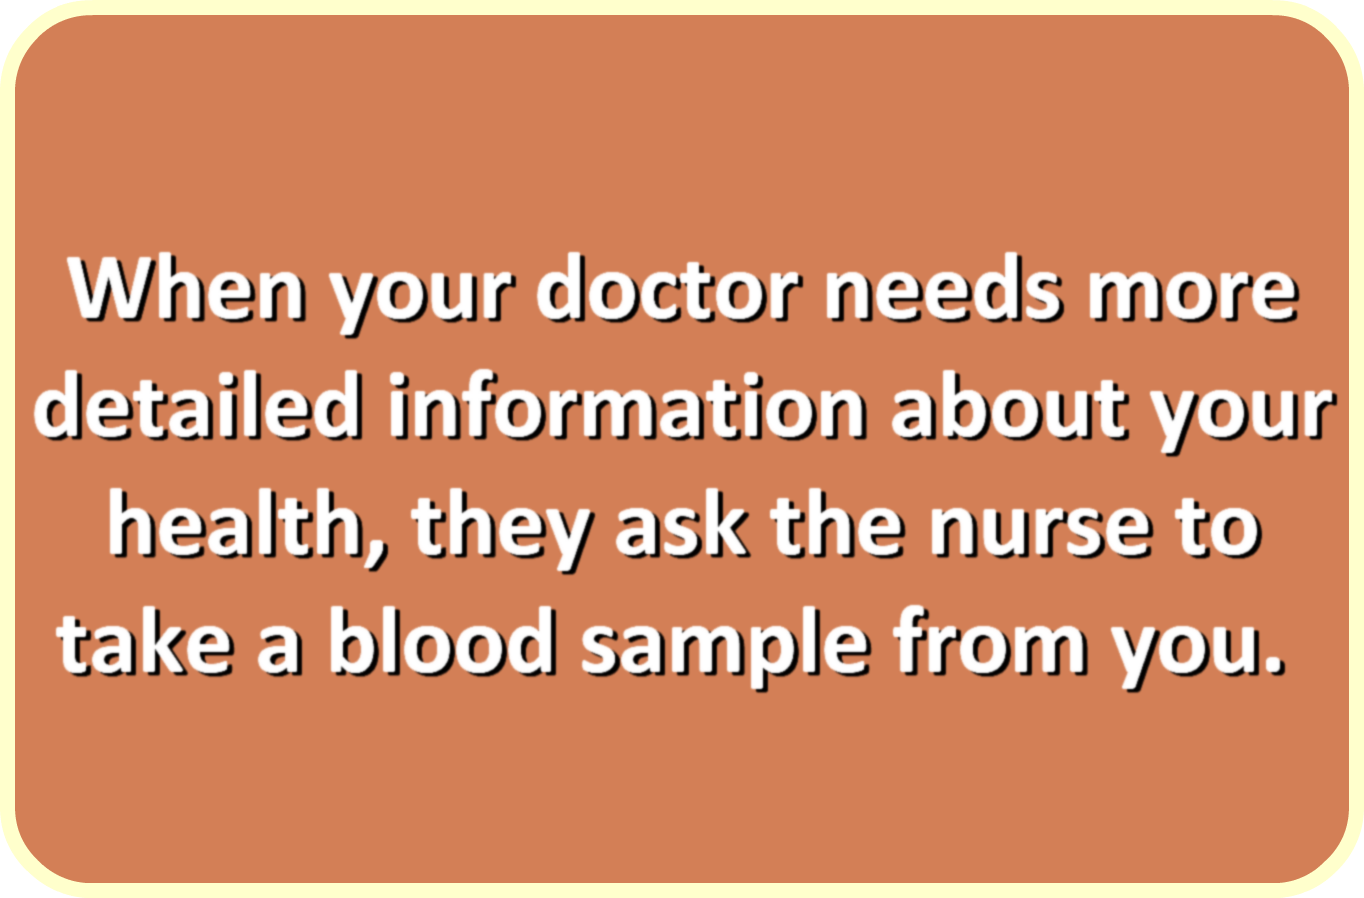 When your doctor needs more
detailed information about your
health, they ask the nurse to
take a blood sample from you.